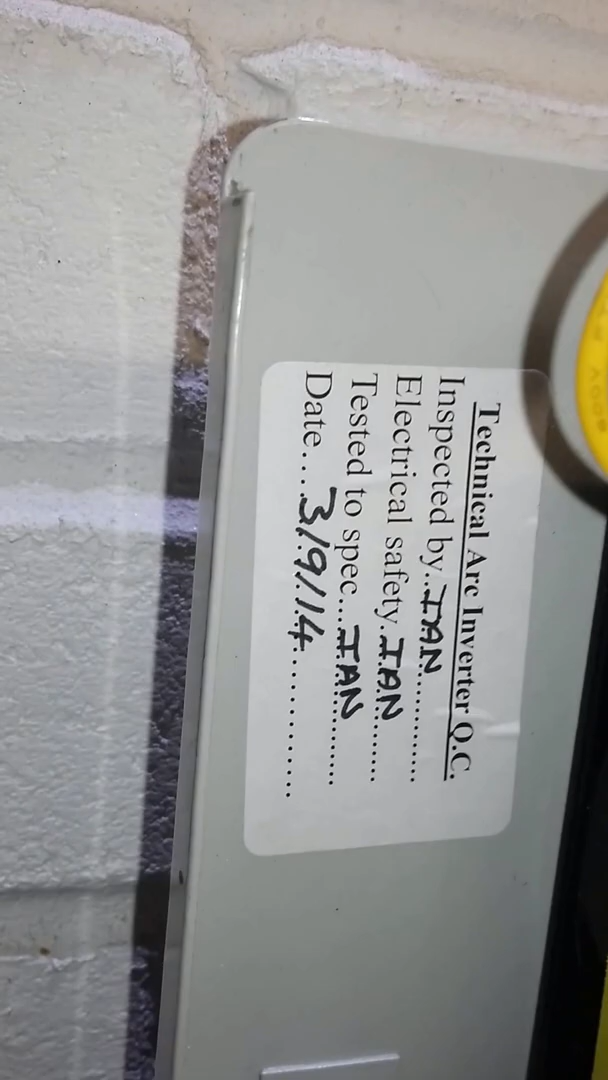 Technical Arc Inverter Q.C.
Inspected by..IAN............
Electrical safety.IAN.........
Tested to spec....IAN.........
Date....3/9/14..............